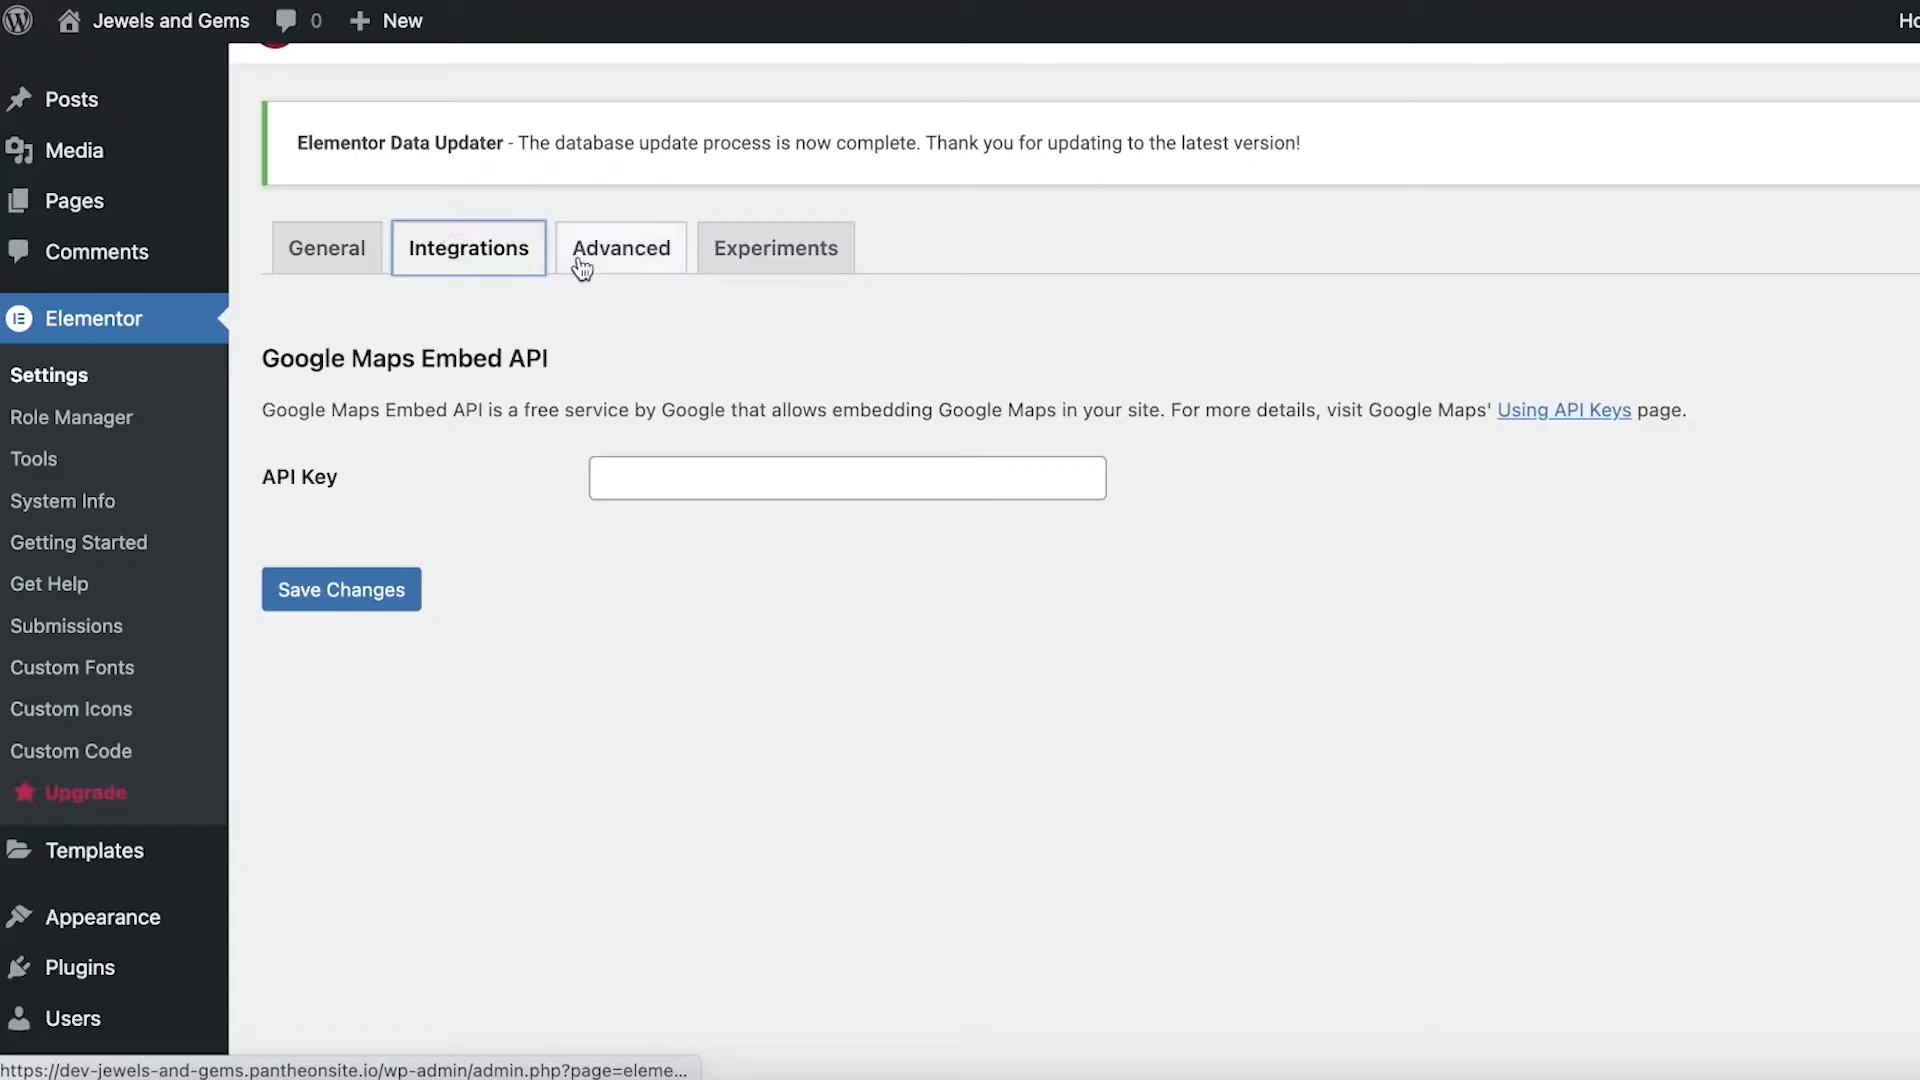 Jewels and Gems 0 New
Posts
Media
Pages
Comments
Elementor
Settings
Role Manager
Tools
System Info
Getting Started
Get Help
Submissions
Custom Fonts
Custom Icons
Custom Code
Upgrade
Templates
Appearance
Plugins
Users
Elementor Data Updater - The database update process is now complete. Thank you for updating to the latest version!
General Integrations Advanced Experiments
Google Maps Embed API
Google Maps Embed API is a free service by Google that allows embedding Google Maps in your site. For more details, visit Google Maps' Using API Keys page.
API Key
Save Changes
https://dev-jewels-and-gems.pantheonsite.io/wp-admin/admin.php?page=eleme...